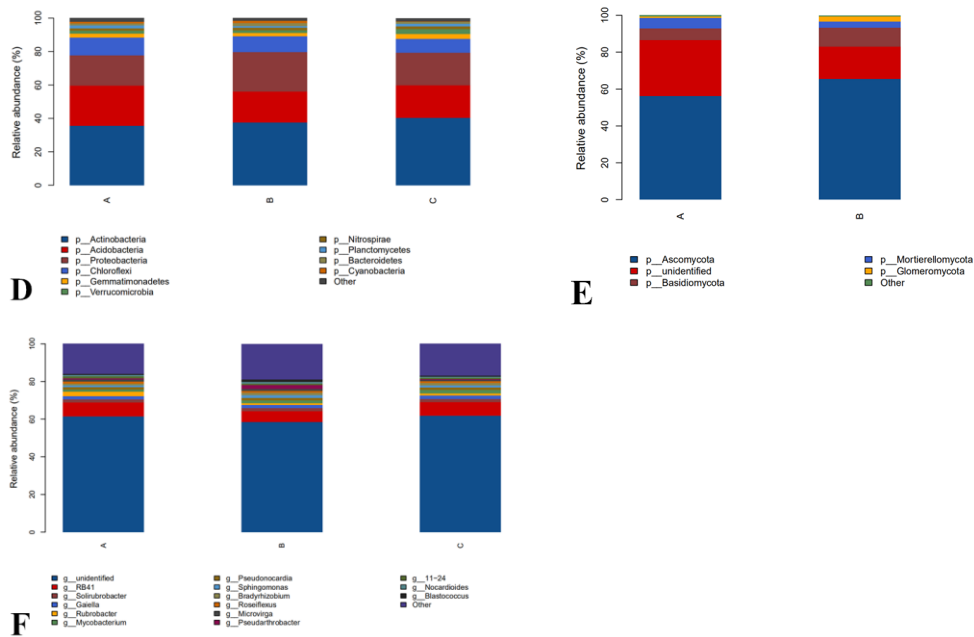 Relative abundance (%)
0 20 40 60 80 100
A B C
p__Actinobacteria
p__Acidobacteria
p__Proteobacteria
p__Chloroflexi
p__Gemmatimonadetes
p__Verrucomicrobia
p__Nitrospirae
p__Planctomycetes
p__Bacteroidetes
p__Cyanobacteria
Other
D
Relative abundance (%)
0 20 40 60 80 100
A B
p__Ascomycota
p__unidentified
p__Basidiomycota
p__Mortierellomycota
p__Glomeromycota
Other
E
Relative abundance (%)
0 20 40 60 80 100
A B C
g__unidentified
g__RB41
g__Solirubrobacter
g__Gaiella
g__Rubrobacter
g__Mycobacterium
g__Pseudonocardia
g__Sphingomonas
g__Bradyrhizobium
g__Roseiflexus
g__Microvirga
g__Pseudarthrobacter
g__11−24
g__Nocardioides
g__Blastococcus
Other
F